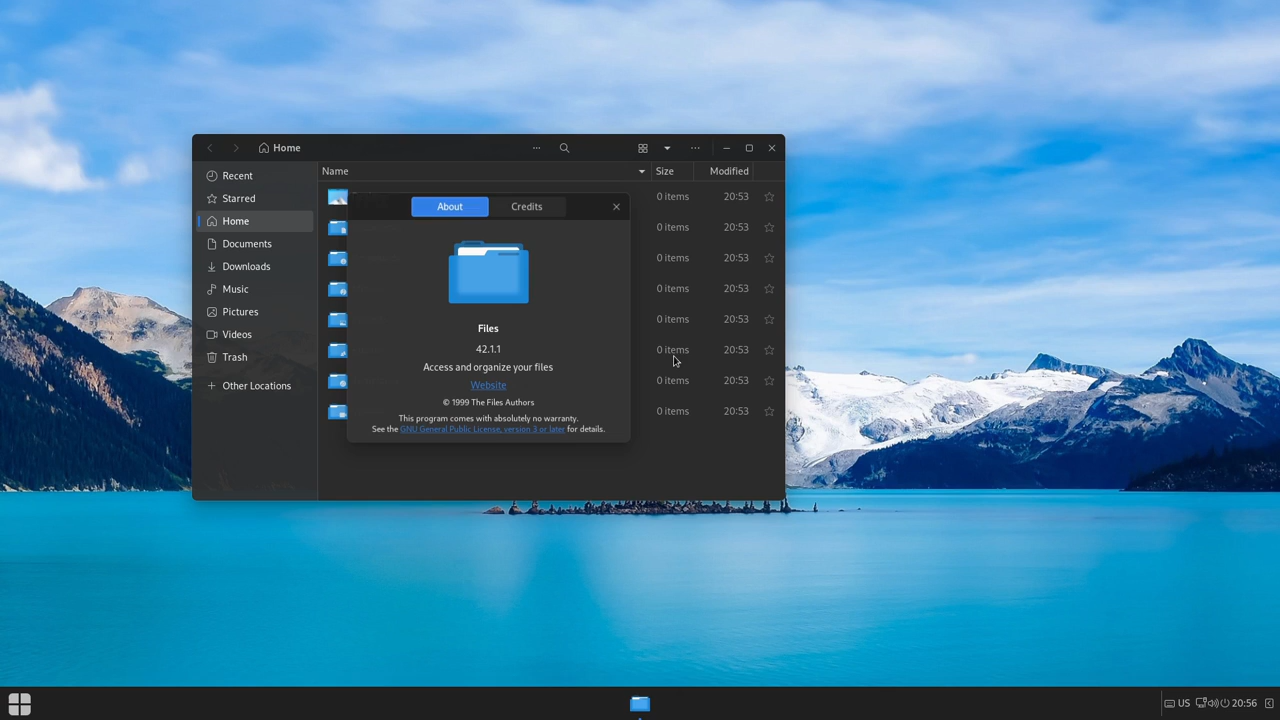 Home
Name
Size
Modified
Recent
Starred
Home
Documents
Downloads
Music
Pictures
Videos
Trash
Other Locations
0 items 20:53
0 items 20:53
0 items 20:53
0 items 20:53
0 items 20:53
0 items 20:53
0 items 20:53
0 items 20:53
About
Credits
Files
42.1.1
Access and organize your files
Website
© 1999 The Files Authors
This program comes with absolutely no warranty.
See the GNU General Public License, version 3 or later for details.
US
20:56